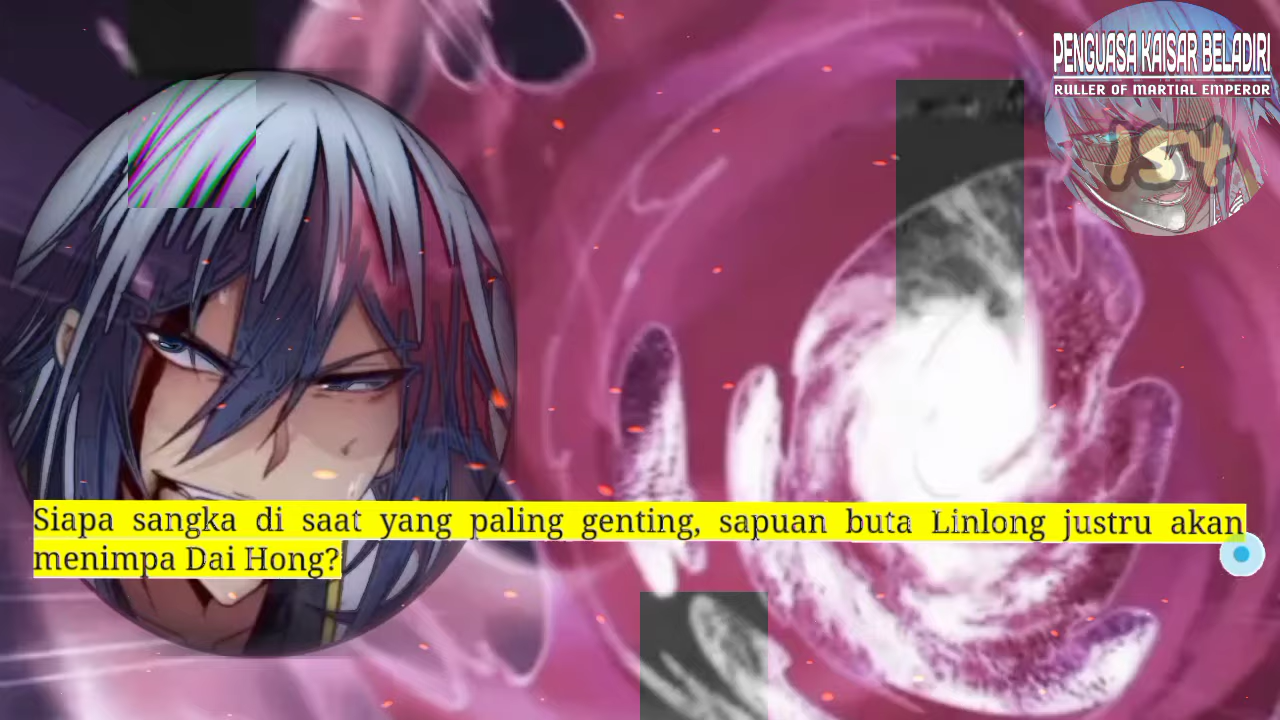 PENGUASA KAISAR BELADIRI
RULLER OF MARTIAL EMPEROR
154
Siapa sangka di saat yang paling genting, sapuan buta Linlong justru akan
menimpa Dai Hong?